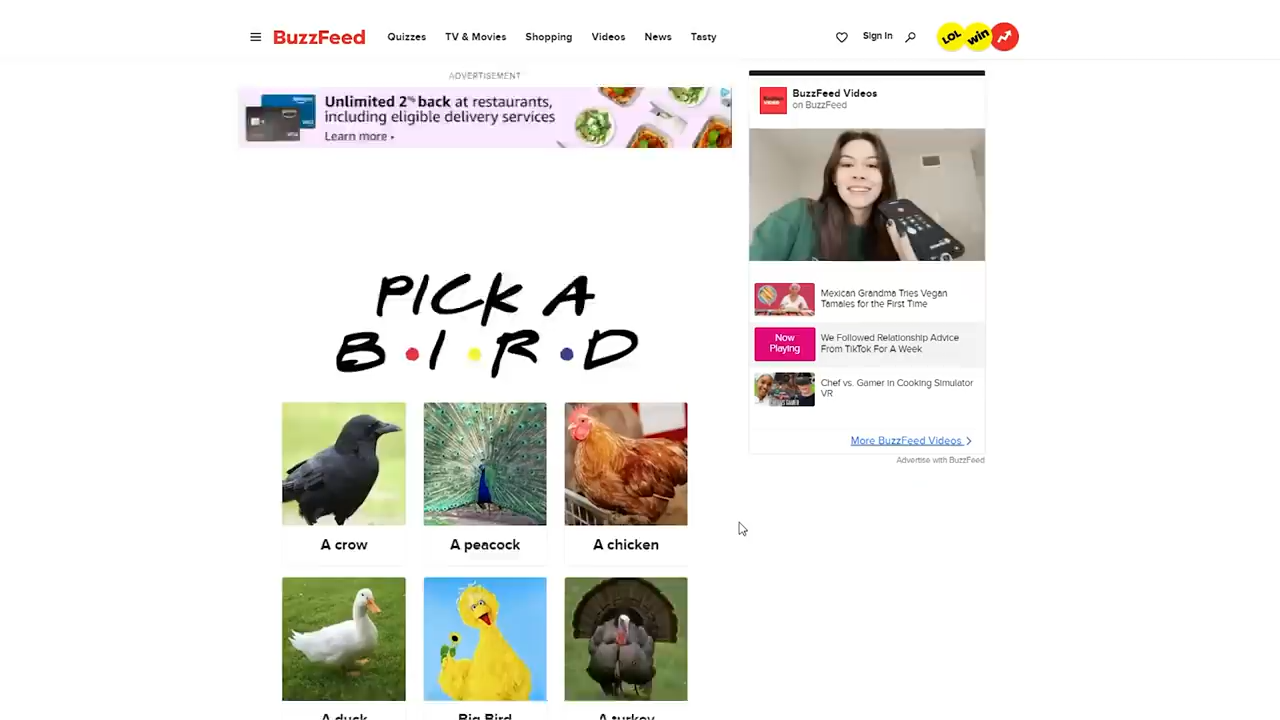 BuzzFeed
Quizzes
TV & Movies
Shopping
Videos
News
Tasty
Sign In
LOL
win
ADVERTISEMENT
Unlimited 2% back at restaurants,
including eligible delivery services
Learn more
BuzzFeed Videos
on BuzzFeed
PICK A
B•I•R•D
Mexican Grandma Tries Vegan
Tamales for the First Time
Now
Playing
We Followed Relationship Advice
From TikTok For A Week
Chef vs. Gamer in Cooking Simulator
VR
More BuzzFeed Videos
Advertise with BuzzFeed
A crow
A peacock
A chicken
A duck
Big Bird
A turkey